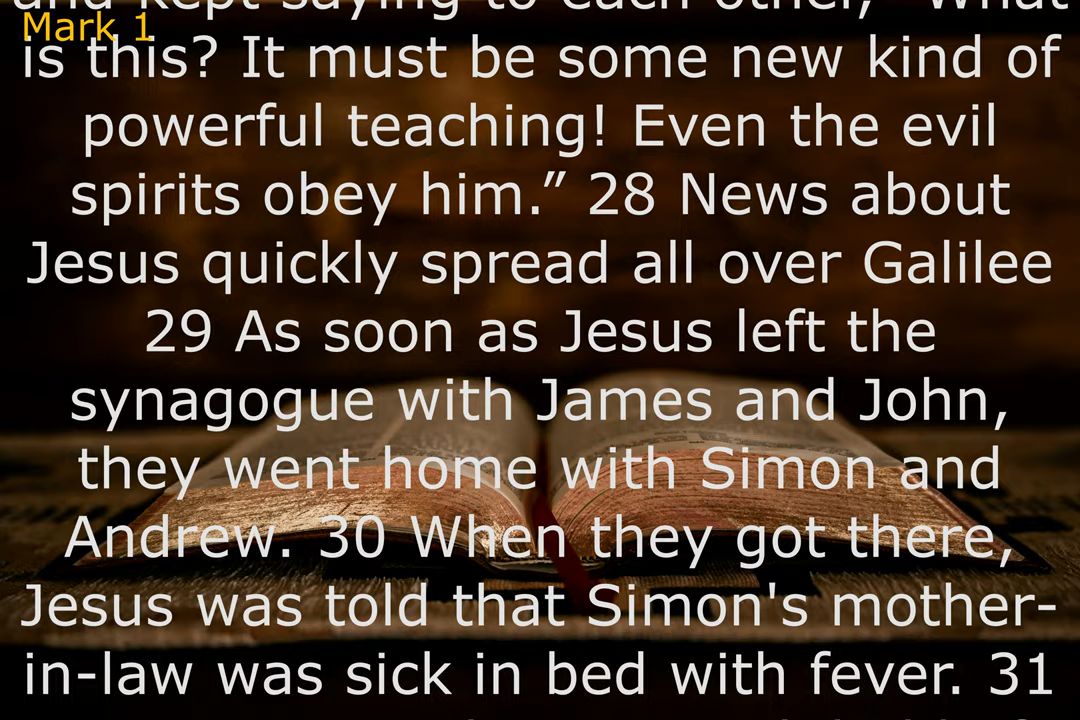 and kept saying to each other, “What
Mark 1
is this? It must be some new kind of
powerful teaching! Even the evil
spirits obey him.” 28 News about
Jesus quickly spread all over Galilee
29 As soon as Jesus left the
synagogue with James and John,
they went home with Simon and
Andrew. 30 When they got there,
Jesus was told that Simon's mother-
in-law was sick in bed with fever. 31